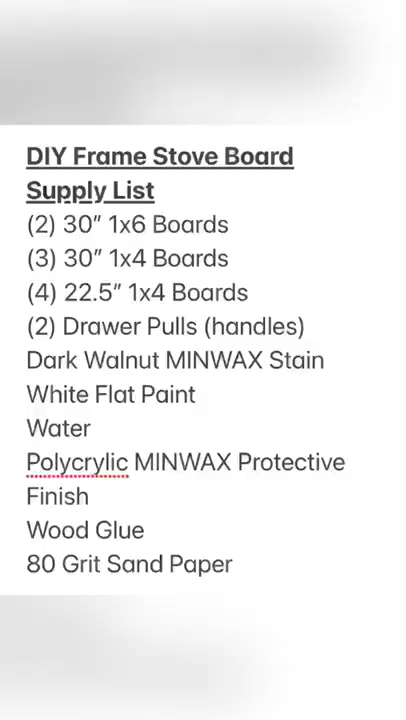 DIY Frame Stove Board
Supply List
(2) 30” 1x6 Boards
(3) 30” 1x4 Boards
(4) 22.5” 1x4 Boards
(2) Drawer Pulls (handles)
Dark Walnut MINWAX Stain
White Flat Paint
Water
Polycrylic MINWAX Protective
Finish
Wood Glue
80 Grit Sand Paper